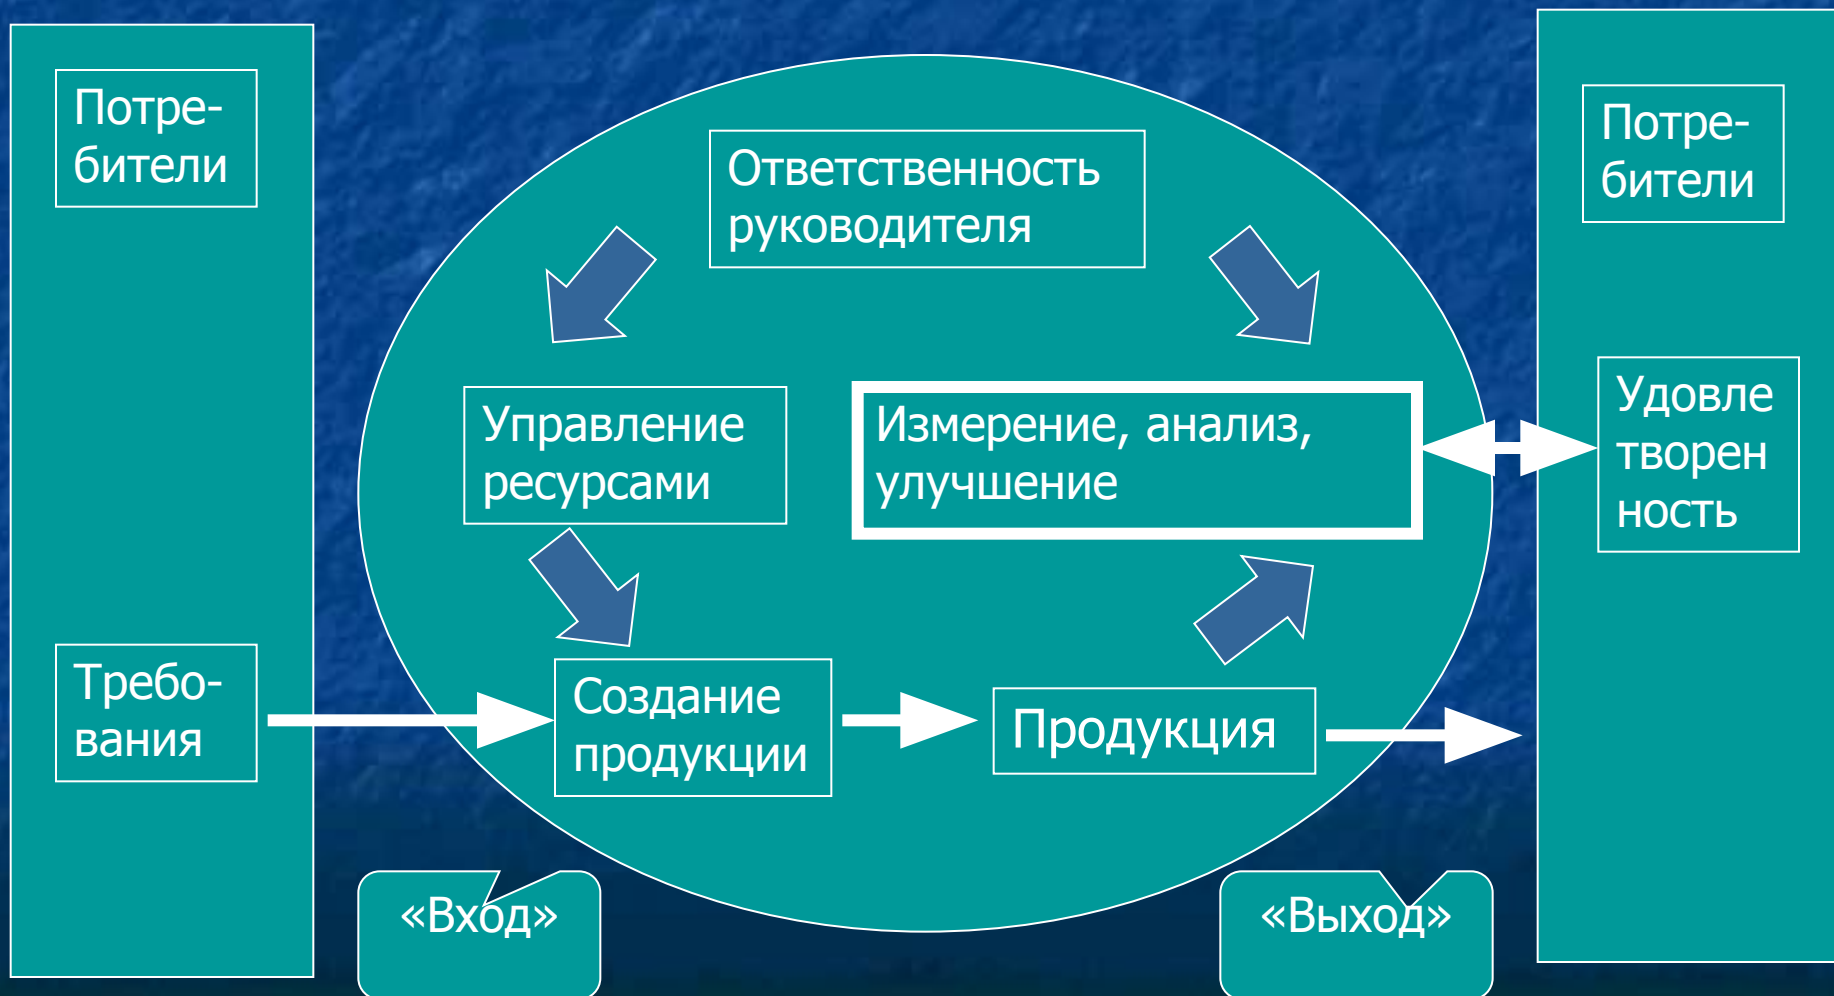 Потре-
бители
Требо-
вания
Ответственность
руководителя
Управление
ресурсами
Измерение, анализ,
улучшение
Создание
продукции
Продукция
«Вход»
«Выход»
Потре-
бители
Удовле
творен
ность